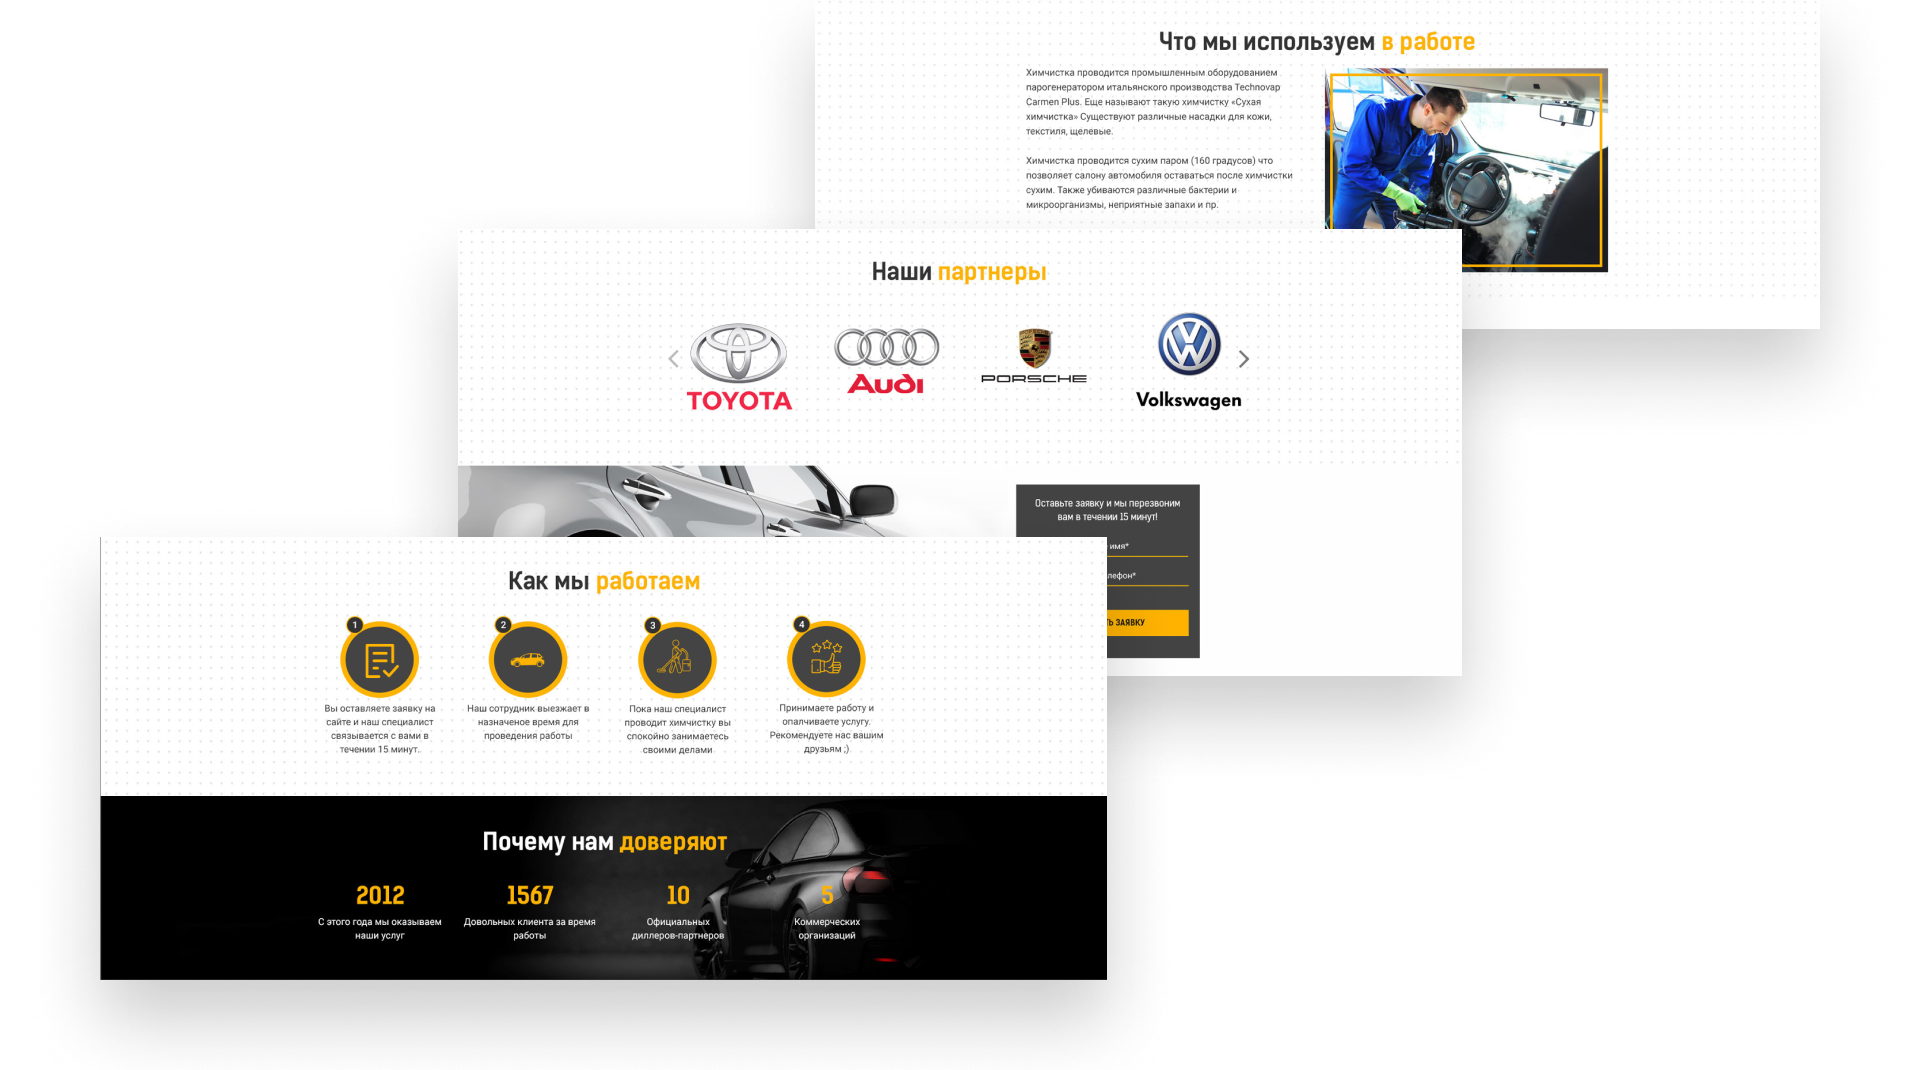 Что мы используем в работе
Химчистка проводится промышленным оборудованием
парогенератором итальянского производства Technovap
Carmen Plus. Еще называют такую химчистку «Сухая
химчистка» Существуют различные насадки для кожи,
текстиля, щелевые.
Химчистка проводится сухим паром (160 градусов) что
позволяет салону автомобиля оставаться после химчистки
сухим. Также убиваются различные бактерии и
микроорганизмы, неприятные запахи и пр.
Наши партнеры
TOYOTA
Audi
PORSCHE
Volkswagen
Оставьте заявку и мы перезвоним
вам в течении 15 минут!
имя*
лефон*
Ь ЗАЯВКУ
Как мы работаем
1
Вы оставляете заявку на
сайте и наш специалист
связывается с вами в
течении 15 минут.
2
Наш сотрудник выезжает в
назначеное время для
проведения работы
3
Пока наш специалист
проводит химчистку вы
спокойно занимаетесь
своими делами
4
Принимаете работу и
опалчиваете услугу.
Рекомендуете нас вашим
друзьям ;)
Почему нам доверяют
2012
С этого года мы оказываем
наши услуг
1567
Довольных клиента за время
работы
10
Официальных
диллеров-партнеров
5
Коммерческих
организаций